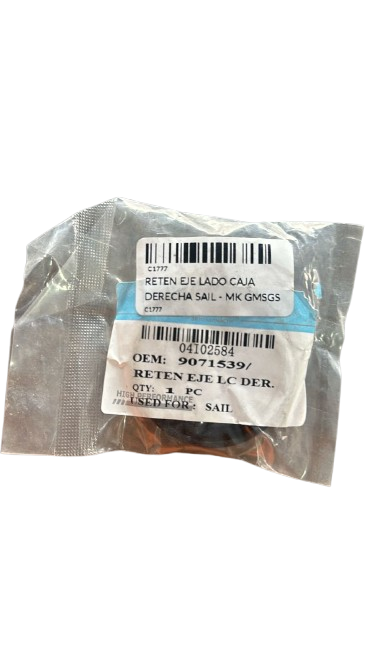 C1777
RETEN EJE LADO CAJA
DERECHA SAIL - MK GMSGS
C1777
04102584
OEM: 9071539/
RETEN EJE LC DER.
QTY: 1 PC
HIGH PERFORMANCE
USED FOR: SAIL